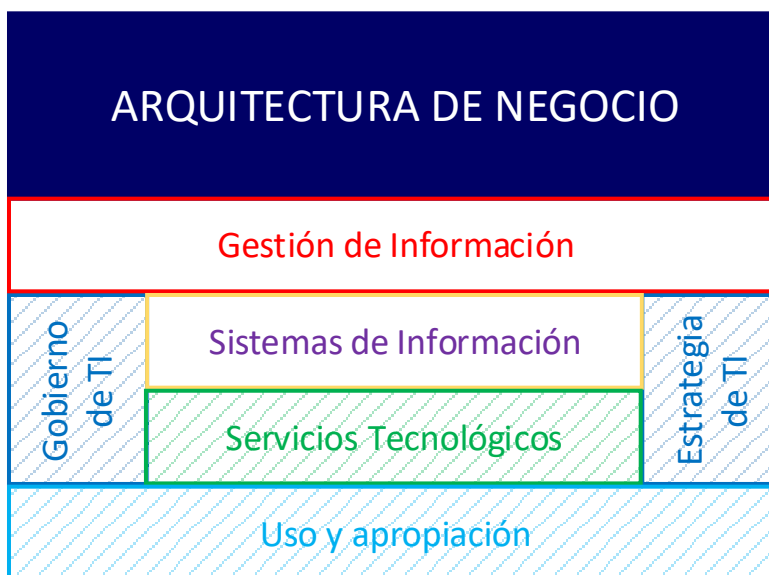 ARQUITECTURA DE NEGOCIO
Gestión de Información
Gobierno
de TI
Sistemas de Información
Servicios Tecnológicos
Estrategia
de TI
Uso y apropiación